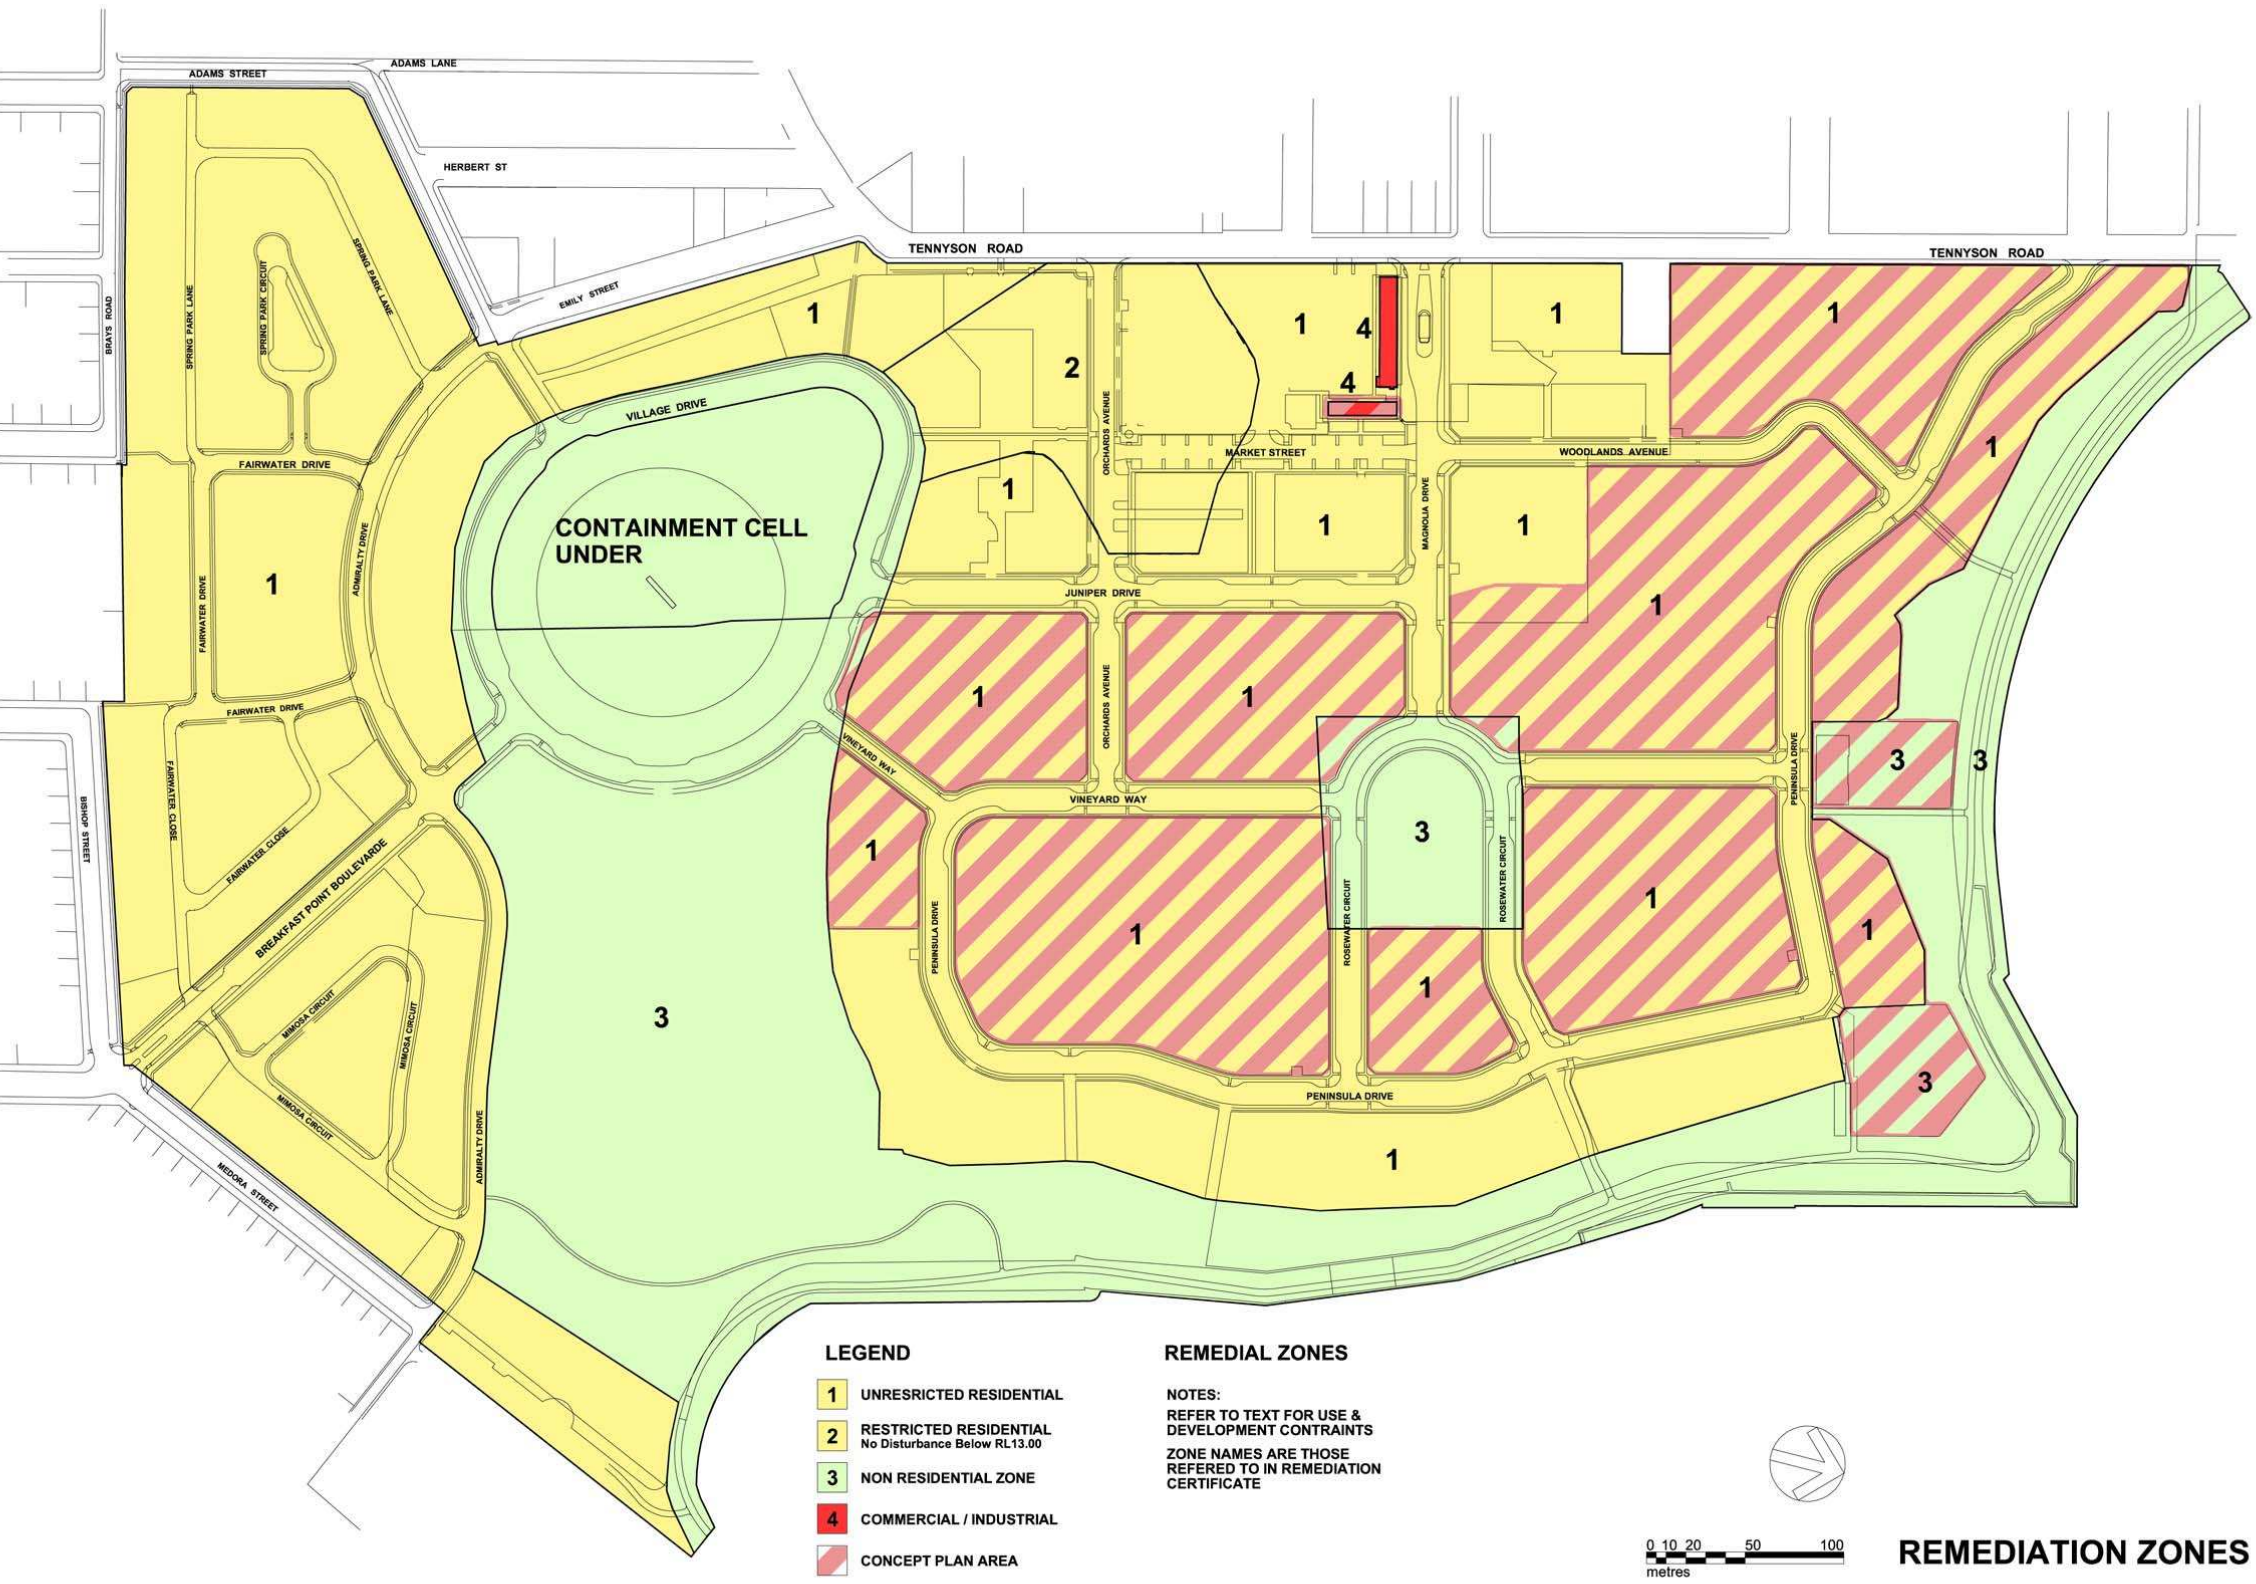 ADAMS LANE
ADAMS STREET
HERBERT ST
TENNYSON ROAD
TENNYSON ROAD
SPRING PARK LANE
SPRING PARK CIRCUIT
SPRING PARK LANE
BRAYS ROAD
EMILY STREET
1
1
4
1
1
2
4
VILLAGE DRIVE
ORCHARDS AVENUE
MARKET STREET
WOODLANDS AVENUE
1
FAIRWATER DRIVE
1
CONTAINMENT CELL
UNDER
1
1
MAGNOLIA DRIVE
ADMIRALTY DRIVE
1
FAIRWATER DRIVE
JUNIPER DRIVE
1
1
1
ORCHARDS AVENUE
FAIRWATER DRIVE
VINEYARD WAY
PENINSULA DRIVE
3
3
FAIRWATER CLOSE
BISHOP STREET
VINEYARD WAY
3
1
FAIRWATER CLOSE
BREAKFAST POINT BOULEVARDE
ROSEWATER CIRCUIT
ROSEWATER CIRCUIT
1
1
PENINSULA DRIVE
1
1
3
MIMOSA CIRCUIT
MIMOSA CIRCUIT
MIMOSA CIRCUIT
3
PENINSULA DRIVE
ADMIRALTY DRIVE
1
MEDORA STREET
LEGEND
1 UNRESRICTED RESIDENTIAL
2 RESTRICTED RESIDENTIAL
No Disturbance Below RL13.00
3 NON RESIDENTIAL ZONE
4 COMMERCIAL / INDUSTRIAL
CONCEPT PLAN AREA
REMEDIAL ZONES
NOTES:
REFER TO TEXT FOR USE &
DEVELOPMENT CONTRAINTS
ZONE NAMES ARE THOSE
REFERED TO IN REMEDIATION
CERTIFICATE
0 10 20 50 100
metres
REMEDIATION ZONES